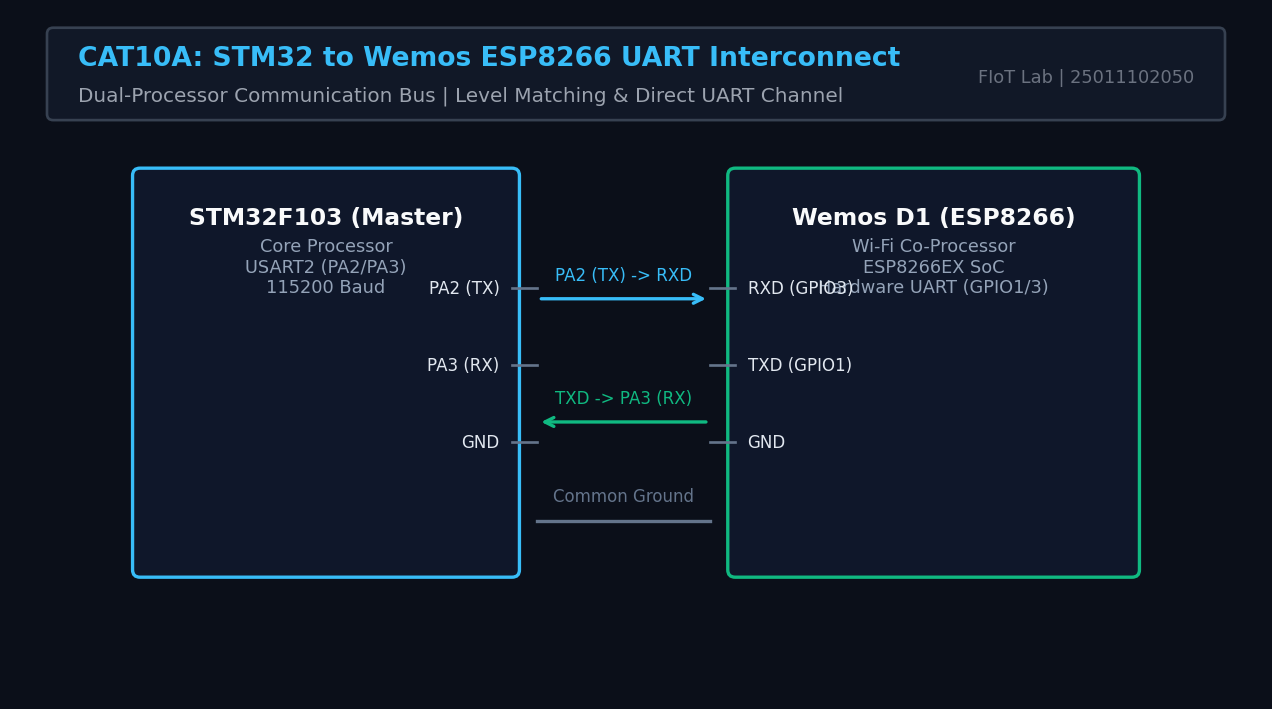 CAT10A: STM32 to Wemos ESP8266 UART Interconnect
Dual-Processor Communication Bus | Level Matching & Direct UART Channel
FIoT Lab | 25011102050
STM32F103 (Master)
Core Processor
USART2 (PA2/PA3)
115200 Baud
PA2 (TX)
PA3 (RX)
GND
PA2 (TX) -> RXD
TXD -> PA3 (RX)
Common Ground
Wemos D1 (ESP8266)
Wi-Fi Co-Processor
ESP8266EX SoC
Hardware UART (GPIO1/3)
RXD (GPIO3)
TXD (GPIO1)
GND